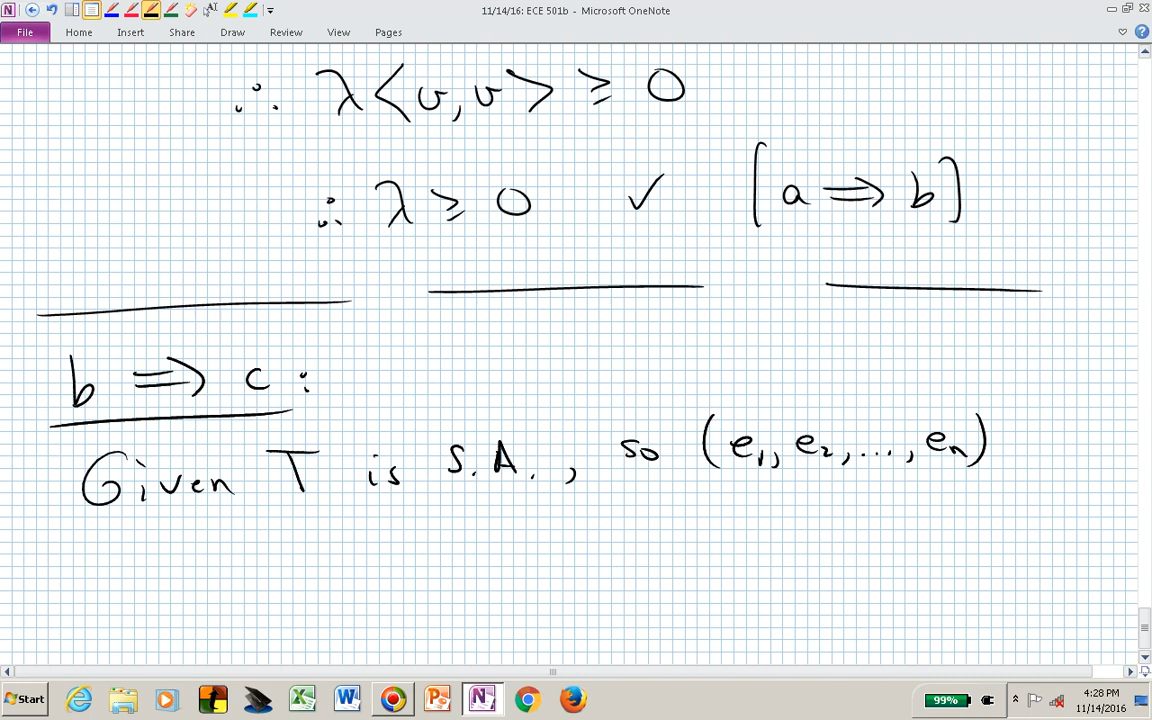 11/14/16: ECE 501b - Microsoft OneNote
File Home Insert Share Draw Review View Pages
∴ λ<v,v> ≥ 0
∴ λ ≥ 0 ✓ [a ⟹ b]
b ⟹ c :
Given T is S.A., so (e₁, e₂, ..., eₙ)
Start
99%
4:28 PM
11/14/2016